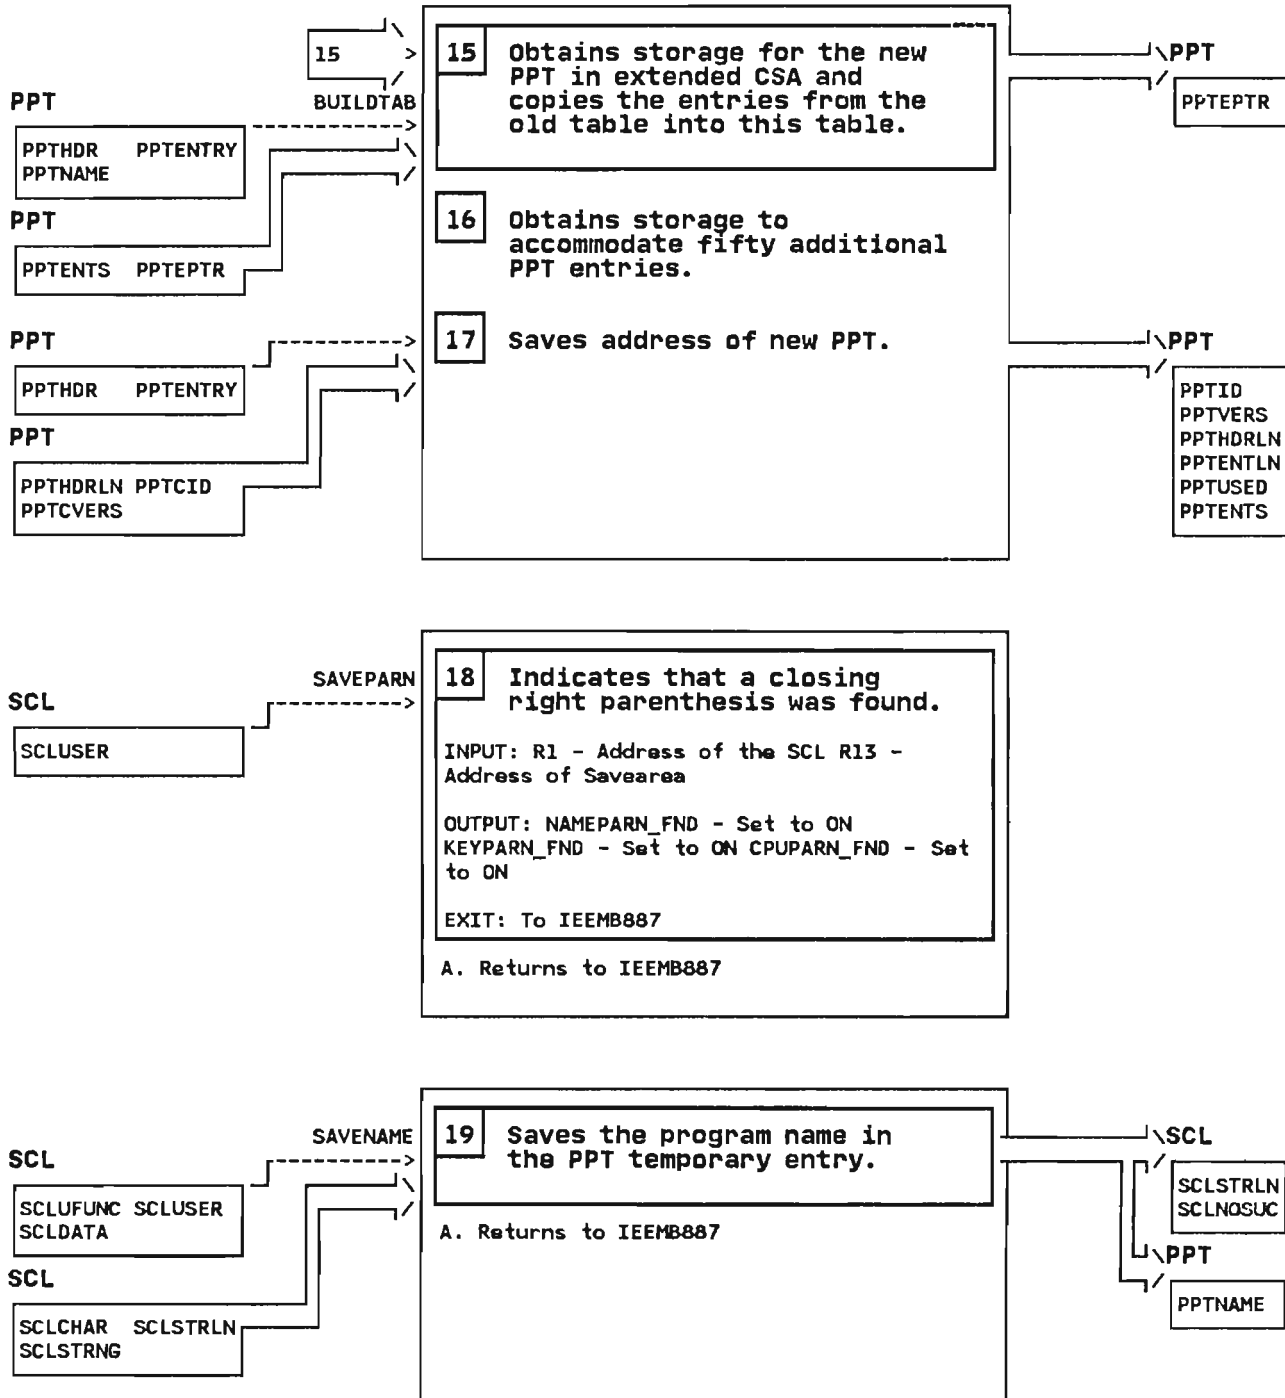 15
15 Obtains storage for the new
PPT in extended CSA and
copies the entries from the
old table into this table.
PPT
PPTEPTR
PPT
BUILDTAB
PPTHDR PPTENTRY
PPTNAME
PPT
PPTENTS PPTEPTR
16 Obtains storage to
accommodate fifty additional
PPT entries.
PPT
17 Saves address of new PPT.
PPT
PPTHDR PPTENTRY
PPT
PPTHDRLN PPTCID
PPTCVERS
PPTID
PPTVERS
PPTHDRLN
PPTENTLN
PPTUSED
PPTENTS
SCL
SAVEPARN
SCLUSER
18 Indicates that a closing
right parenthesis was found.
INPUT: R1 - Address of the SCL R13 -
Address of Savearea
OUTPUT: NAMEPARN_FND - Set to ON
KEYPARN_FND - Set to ON CPUPARN_FND - Set
to ON
EXIT: To IEEMB887
A. Returns to IEEMB887
SCL
SAVENAME
SCLUFUNC SCLUSER
SCLDATA
SCL
SCLCHAR SCLSTRLN
SCLSTRNG
19 Saves the program name in
the PPT temporary entry.
A. Returns to IEEMB887
SCL
SCLSTRLN
SCLNOSUC
PPT
PPTNAME